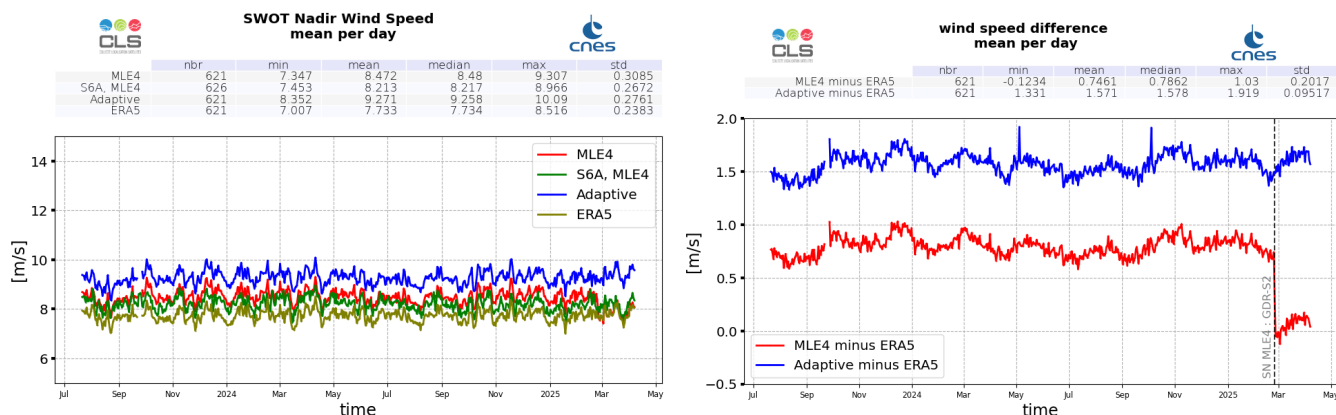 SWOT Nadir Wind Speed
mean per day
CLS
cnes
nbr min mean median max std
MLE4 621 7.347 8.472 8.48 9.307 0.3085
S6A, MLE4 626 7.453 8.213 8.217 8.966 0.2672
Adaptive 621 8.352 9.271 9.258 10.09 0.2761
ERA5 621 7.007 7.733 7.734 8.516 0.2383
MLE4
S6A, MLE4
Adaptive
ERA5
14
12
10
8
6
[m/s]
Jul Sep Nov 2024 Mar May Jul Sep Nov 2025 Mar May
time
wind speed difference
mean per day
CLS
cnes
nbr min mean median max std
MLE4 minus ERA5 621 -0.1234 0.7461 0.7862 1.03 0.2017
Adaptive minus ERA5 621 1.331 1.571 1.578 1.919 0.09517
2.0
1.5
1.0
0.5
0.0
−0.5
[m/s]
SN MLE4 : GDR-S2
MLE4 minus ERA5
Adaptive minus ERA5
Jul Sep Nov 2024 Mar May Jul Sep Nov 2025 Mar May
time